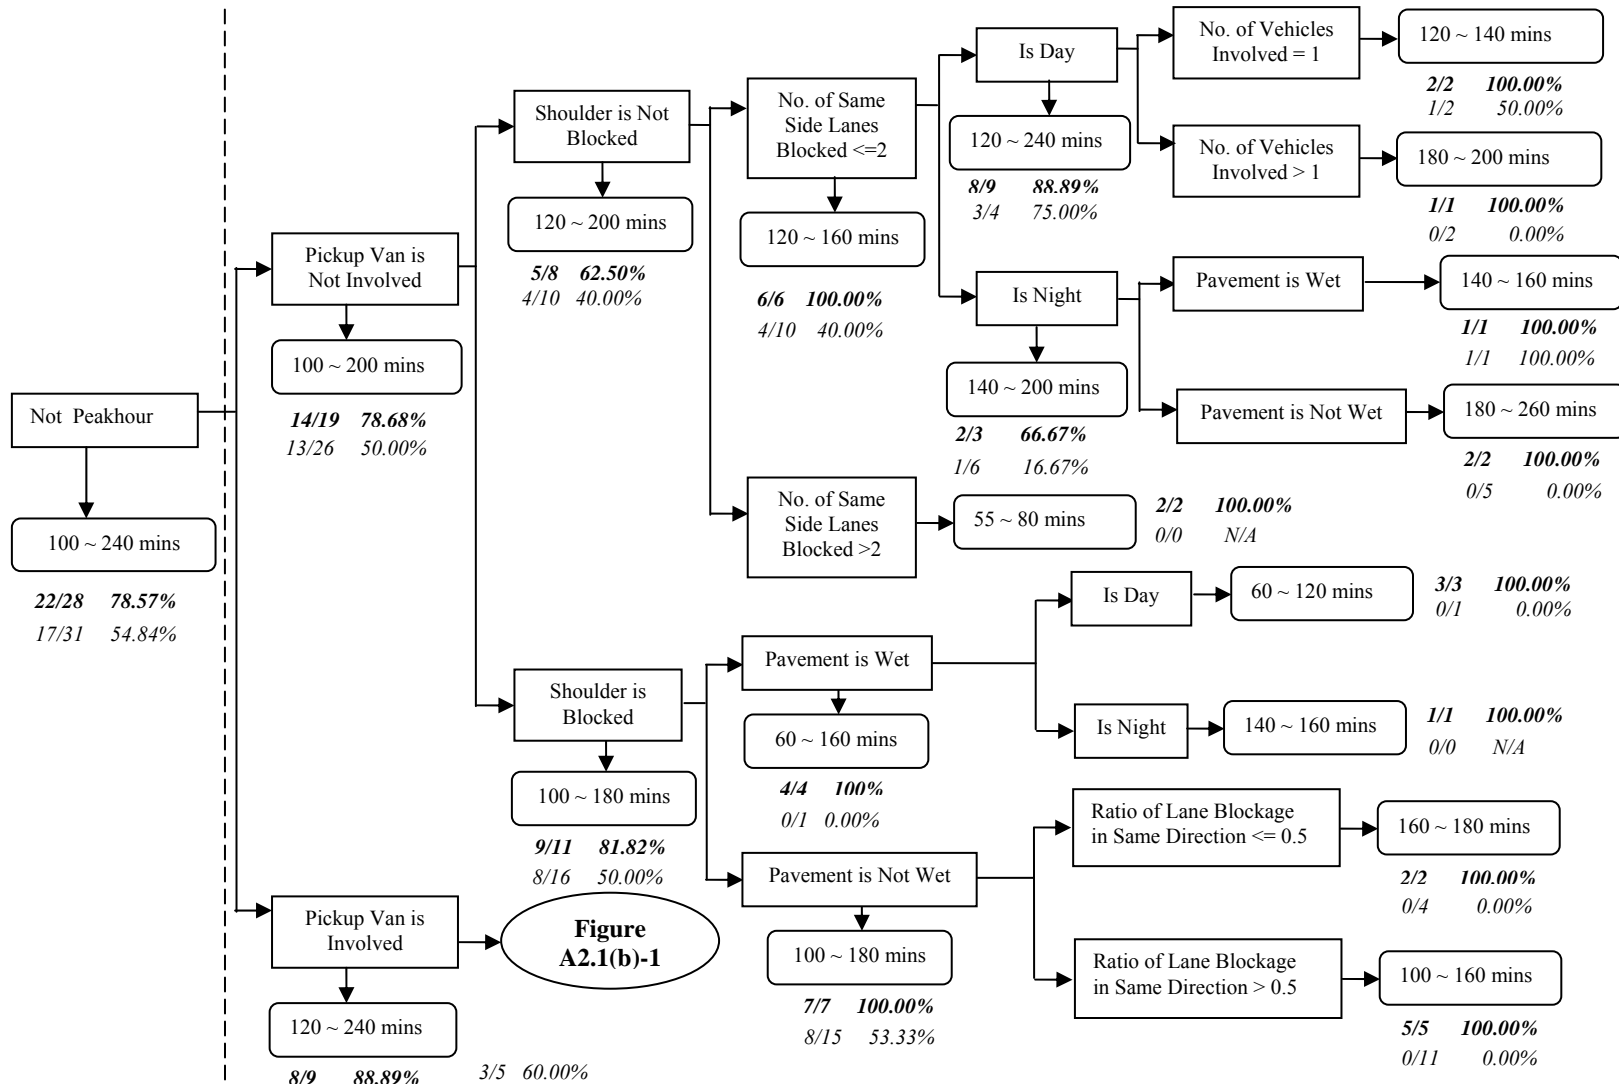 Not Peakhour
100 ~ 240 mins
22/28 78.57%
17/31 54.84%
Pickup Van is
Not Involved
100 ~ 200 mins
14/19 78.68%
13/26 50.00%
Shoulder is Not
Blocked
120 ~ 200 mins
5/8 62.50%
4/10 40.00%
No. of Same
Side Lanes
Blocked <=2
120 ~ 160 mins
6/6 100.00%
4/10 40.00%
Is Day
120 ~ 240 mins
8/9 88.89%
3/4 75.00%
No. of Vehicles
Involved = 1
120 ~ 140 mins
2/2 100.00%
1/2 50.00%
No. of Vehicles
Involved > 1
180 ~ 200 mins
1/1 100.00%
0/2 0.00%
Is Night
140 ~ 200 mins
2/3 66.67%
1/6 16.67%
Pavement is Wet
140 ~ 160 mins
1/1 100.00%
1/1 100.00%
Pavement is Not Wet
180 ~ 260 mins
2/2 100.00%
0/5 0.00%
No. of Same
Side Lanes
Blocked >2
55 ~ 80 mins
2/2 100.00%
0/0 N/A
Shoulder is
Blocked
100 ~ 180 mins
9/11 81.82%
8/16 50.00%
Pavement is Wet
60 ~ 160 mins
4/4 100%
0/1 0.00%
Is Day
60 ~ 120 mins
3/3 100.00%
0/1 0.00%
Is Night
140 ~ 160 mins
1/1 100.00%
0/0 N/A
Pavement is Not Wet
100 ~ 180 mins
7/7 100.00%
8/15 53.33%
Ratio of Lane Blockage
in Same Direction <= 0.5
160 ~ 180 mins
2/2 100.00%
0/4 0.00%
Ratio of Lane Blockage
in Same Direction > 0.5
100 ~ 160 mins
5/5 100.00%
0/11 0.00%
Pickup Van is
Involved
Figure
A2.1(b)-1
120 ~ 240 mins
8/9 88.89%
3/5 60.00%